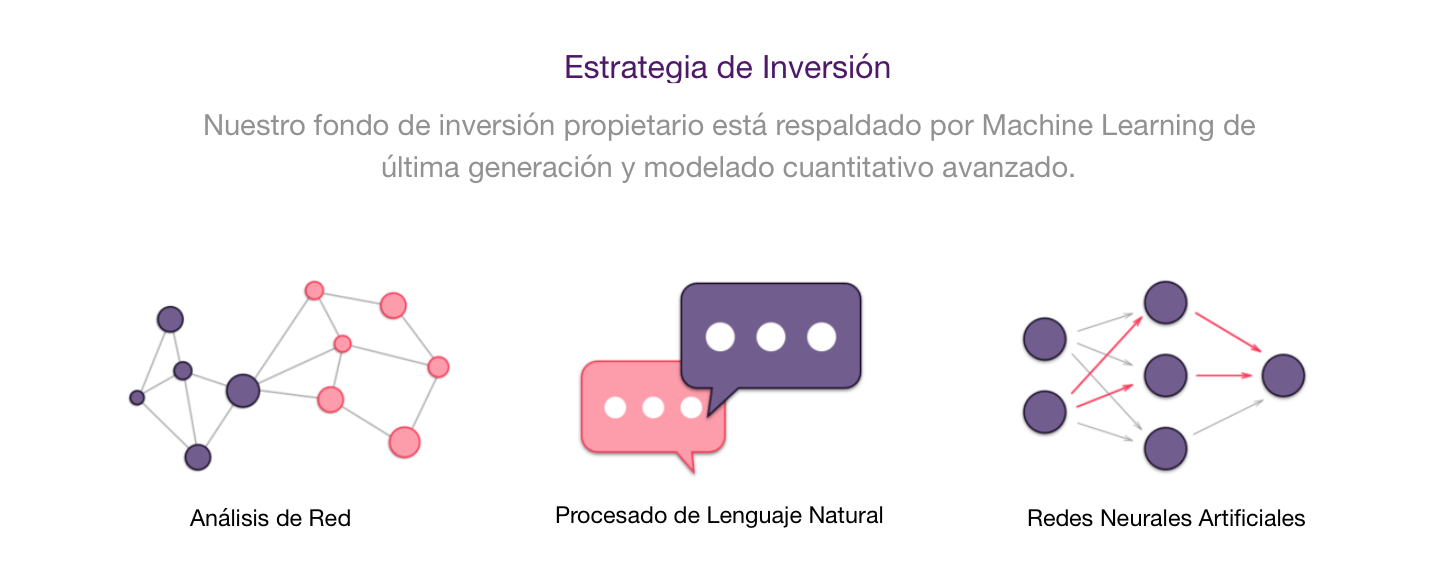 Estrategia de Inversión
Nuestro fondo de inversión propietario está respaldado por Machine Learning de
última generación y modelado cuantitativo avanzado.
Análisis de Red
Procesado de Lenguaje Natural
Redes Neurales Artificiales